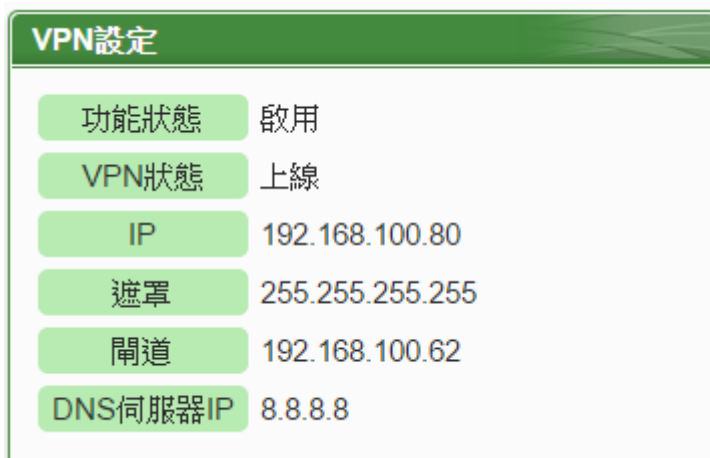 VPN設定
功能狀態 啟用
VPN狀態 上線
IP 192.168.100.80
遮罩 255.255.255.255
閘道 192.168.100.62
DNS伺服器IP 8.8.8.8